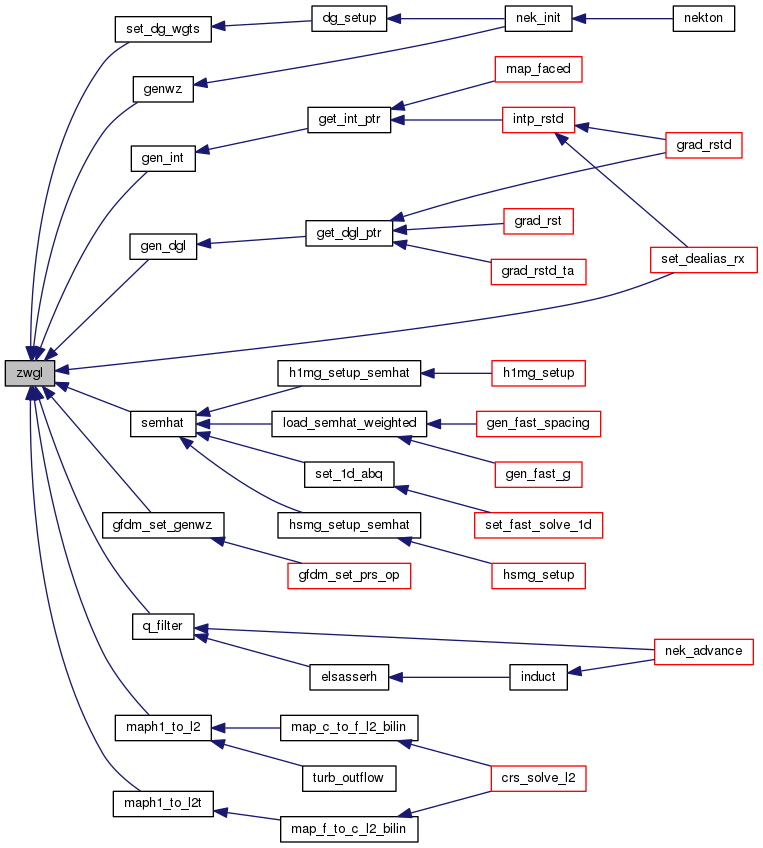 set_dg_wgts
dg_setup
nek_init
nekton
genwz
map_faced
get_int_ptr
intp_rstd
grad_rstd
gen_int
grad_rst
get_dgl_ptr
gen_dgl
set_dealias_rx
grad_rstd_ta
zwgl
h1mg_setup_semhat
h1mg_setup
semhat
load_semhat_weighted
gen_fast_spacing
set_1d_abq
gen_fast_g
gfdm_set_genwz
hsmg_setup_semhat
set_fast_solve_1d
gfdm_set_prs_op
hsmg_setup
q_filter
nek_advance
elsasserh
induct
maph1_to_l2
map_c_to_f_l2_bilin
turb_outflow
crs_solve_l2
maph1_to_l2t
map_f_to_c_l2_bilin